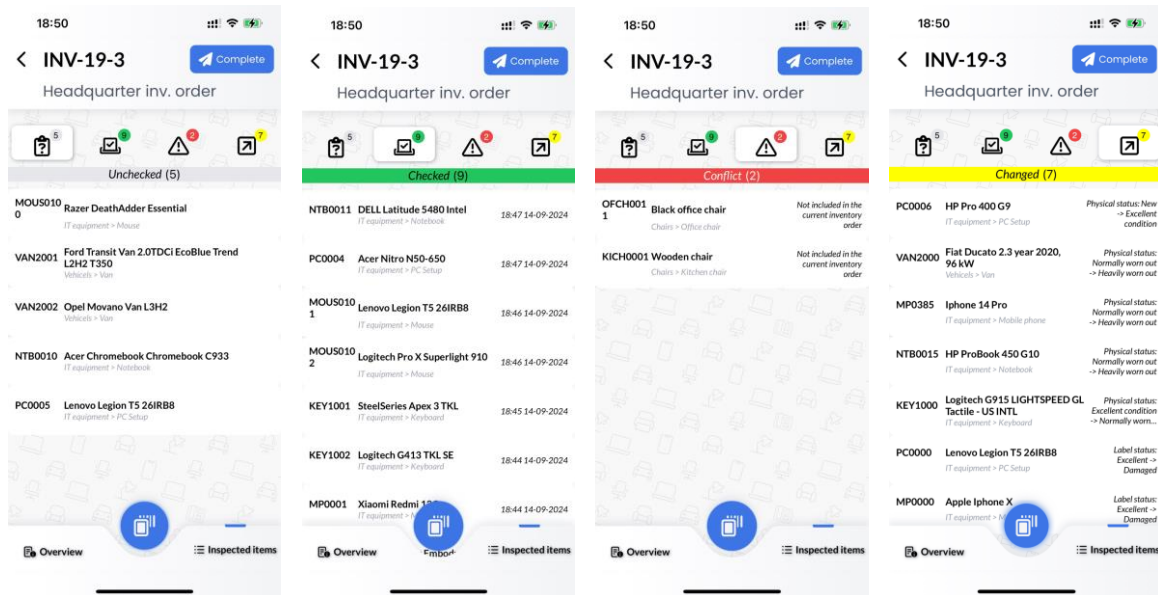 18:50
INV-19-3
Complete
Headquarter inv. order
5
9
2
7
Unchecked (5)
MOUS010
0
Razer DeathAdder Essential
IT equipment > Mouse
VAN2001
Ford Transit Van 2.0TDCi EcoBlue Trend
L2H2 T350
Vehicels > Van
VAN2002 Opel Movano Van L3H2
Vehicels > Van
NTB0010 Acer Chromebook Chromebook C933
IT equipment > Notebook
PC0005 Lenovo Legion T5 26IRB8
IT equipment > PC Setup
Overview
Inspected items
18:50
INV-19-3
Complete
Headquarter inv. order
5
9
2
7
Checked (9)
NTB0011 DELL Latitude 5480 Intel
IT equipment > Notebook
18:47 14-09-2024
PC0004 Acer Nitro N50-650
IT equipment > PC Setup
18:47 14-09-2024
MOUS010
1
Lenovo Legion T5 26IRB8
IT equipment > Mouse
18:46 14-09-2024
MOUS010
2
Logitech Pro X Superlight 910
IT equipment > Mouse
18:46 14-09-2024
KEY1001 SteelSeries Apex 3 TKL
IT equipment > Keyboard
18:45 14-09-2024
KEY1002 Logitech G413 TKL SE
IT equipment > Keyboard
18:44 14-09-2024
MP0001 Xiaomi Redmi
IT equipment >
18:44 14-09-2024
Overview
Inspected items
18:50
INV-19-3
Complete
Headquarter inv. order
5
9
2
7
Conflict (2)
OFCH001
1
Black office chair
Chairs > Office chair
Not included in the
current inventory
order
KICH0001 Wooden chair
Chairs > Kitchen chair
Not included in the
current inventory
order
Overview
Inspected items
18:50
INV-19-3
Complete
Headquarter inv. order
5
9
2
7
Changed (7)
PC0006 HP Pro 400 G9
IT equipment > PC Setup
Physical status: New
-> Excellent
condition
VAN2000
Fiat Ducato 2.3 year 2020,
96 kW
Vehicels > Van
Physical status:
Normally worn out
-> Heavily worn out
MP0385 Iphone 14 Pro
IT equipment > Mobile phone
Physical status:
Normally worn out
-> Heavily worn out
NTB0015 HP ProBook 450 G10
IT equipment > Notebook
Physical status:
Normally worn out
-> Heavily worn out
KEY1000
Logitech G915 LIGHTSPEED GL
Tactile - US INTL
IT equipment > Keyboard
Physical status:
Excellent condition
-> Normally worn...
PC0000 Lenovo Legion T5 26IRB8
IT equipment > PC Setup
Label status:
Excellent ->
Damaged
MP0000 Apple Iphone X
IT equipment > M
Label status:
Excellent ->
Damaged
Overview
Inspected items